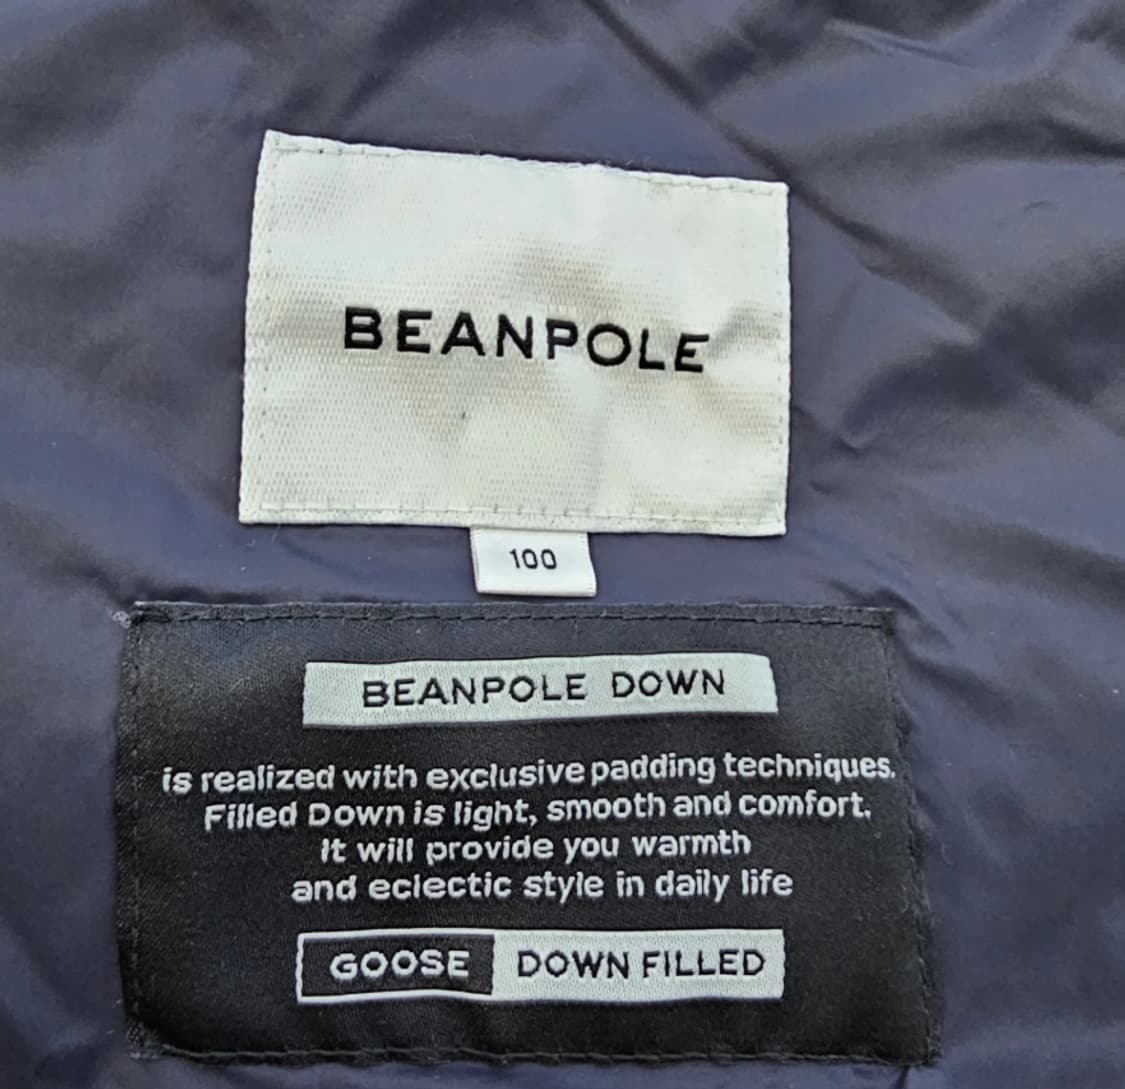 BEANPOLE
100
BEANPOLE DOWN
is realized with exclusive padding techniques.
Filled Down is light, smooth and comfort.
It will provide you warmth
and eclectic style in daily life
GOOSE DOWN FILLED